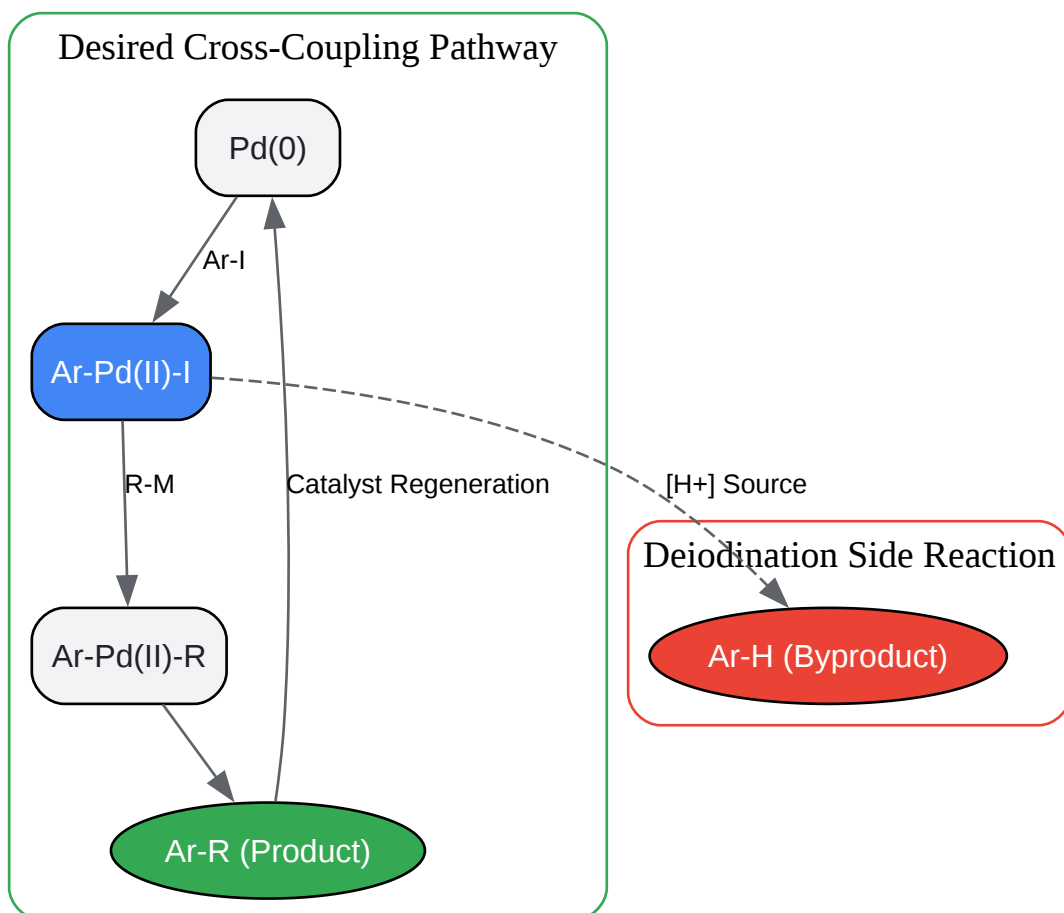 Desired Cross-Coupling Pathway
Pd(0)
Ar-I
Ar-Pd(II)-I
R-M
Catalyst Regeneration
[H+] Source
Deiodination Side Reaction
Ar-Pd(II)-R
Ar-H (Byproduct)
Ar-R (Product)